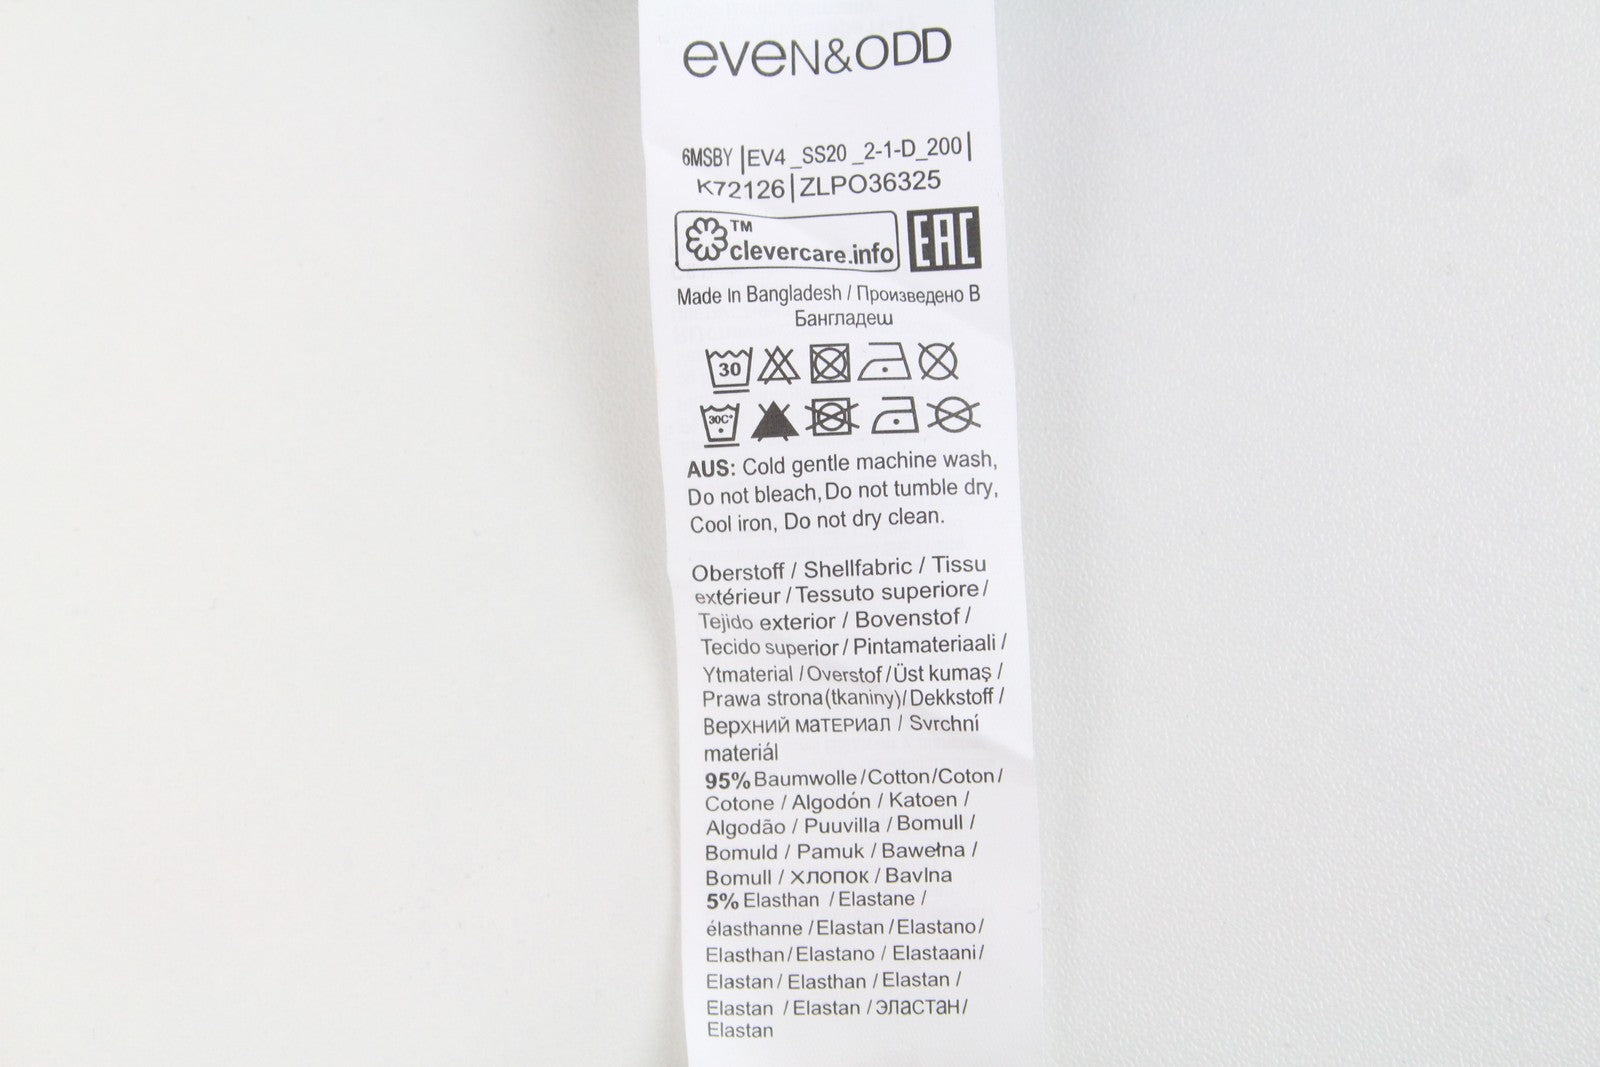 eveN&ODD
6MSBY |EV4 _SS20 _2-1-D_200|
K72126|ZLPO36325
TM
clevercare.info
EAC
Made In Bangladesh / Произведено В
Бангладеш
30
30C°
AUS: Cold gentle machine wash,
Do not bleach, Do not tumble dry,
Cool iron, Do not dry clean.
Oberstoff / Shellfabric / Tissu
extérieur / Tessuto superiore /
Tejido exterior / Bovenstof /
Tecido superior / Pintamateriaali /
Ytmaterial / Overstof / Üst kumaş /
Prawa strona(tkaniny)/ Dekkstoff /
Верхний материал / Svrchní
materiál
95% Baumwolle / Cotton / Coton /
Cotone / Algodón / Katoen /
Algodão / Puuvilla / Bomull /
Bomuld / Pamuk / Bawełna /
Bomull / хлопок / Bavlna
5% Elasthan / Elastane /
élasthanne / Elastan / Elastano /
Elasthan / Elastano / Elastaani /
Elastan / Elasthan / Elastan /
Elastan / Elastan / эластан /
Elastan